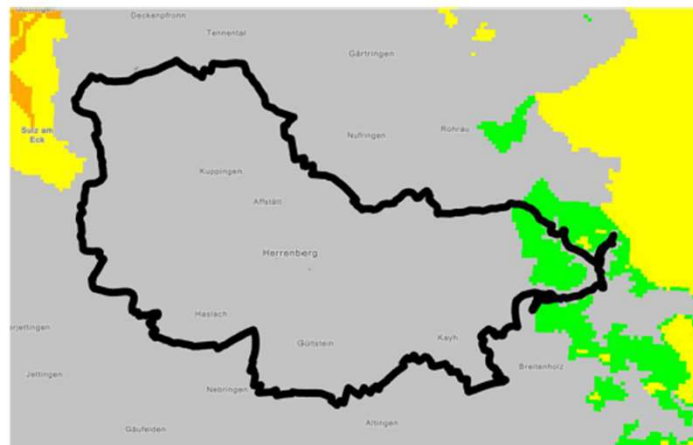 Deckenpfronn
Tennental
Gärtringen
Sulz am
Eck
Nufringen
Rohrau
Kuppingen
Affstätt
Herrenberg
Haslach
Gültstein
Kayh
Jettingen
Nebringen
Breitenholz
Altingen
Gäufelden